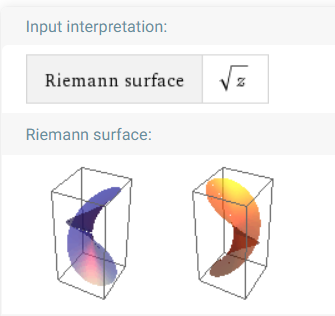 Input interpretation:
Riemann surface √z
Riemann surface: